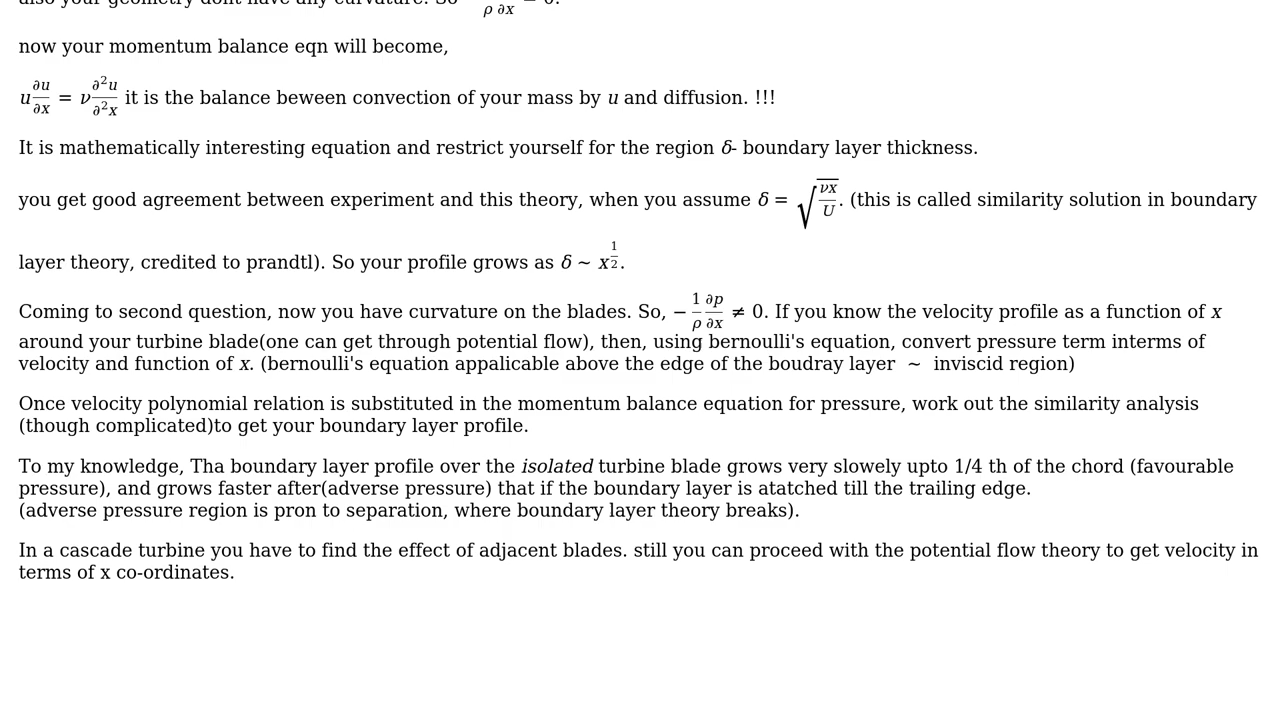 also your geometry dont have any curvature. So − 1/ρ ∂p/∂x = 0.
now your momentum balance eqn will become,
u ∂u/∂x = ν ∂²u/∂²x it is the balance beween convection of your mass by u and diffusion. !!!
It is mathematically interesting equation and restrict yourself for the region δ- boundary layer thickness.
you get good agreement between experiment and this theory, when you assume δ = √(νx/U). (this is called similarity solution in boundary
layer theory, credited to prandtl). So your profile grows as δ ∼ x^(1/2).
Coming to second question, now you have curvature on the blades. So, − 1/ρ ∂p/∂x ≠ 0. If you know the velocity profile as a function of x
around your turbine blade(one can get through potential flow), then, using bernoulli's equation, convert pressure term interms of
velocity and function of x. (bernoulli's equation appalicable above the edge of the boudray layer ∼ inviscid region)
Once velocity polynomial relation is substituted in the momentum balance equation for pressure, work out the similarity analysis
(though complicated)to get your boundary layer profile.
To my knowledge, Tha boundary layer profile over the isolated turbine blade grows very slowely upto 1/4 th of the chord (favourable
pressure), and grows faster after(adverse pressure) that if the boundary layer is atatched till the trailing edge.
(adverse pressure region is pron to separation, where boundary layer theory breaks).
In a cascade turbine you have to find the effect of adjacent blades. still you can proceed with the potential flow theory to get velocity in
terms of x co-ordinates.